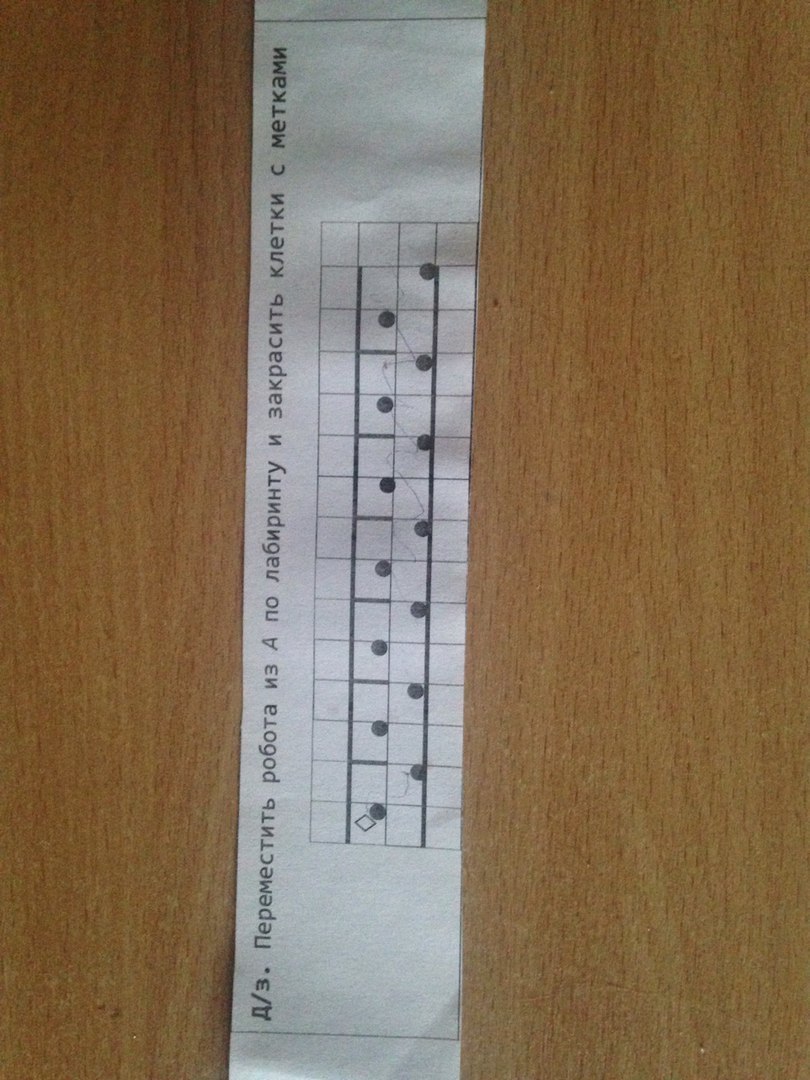 Д/з. Переместить робота из А по лабиринту и закрасить клетки с метками